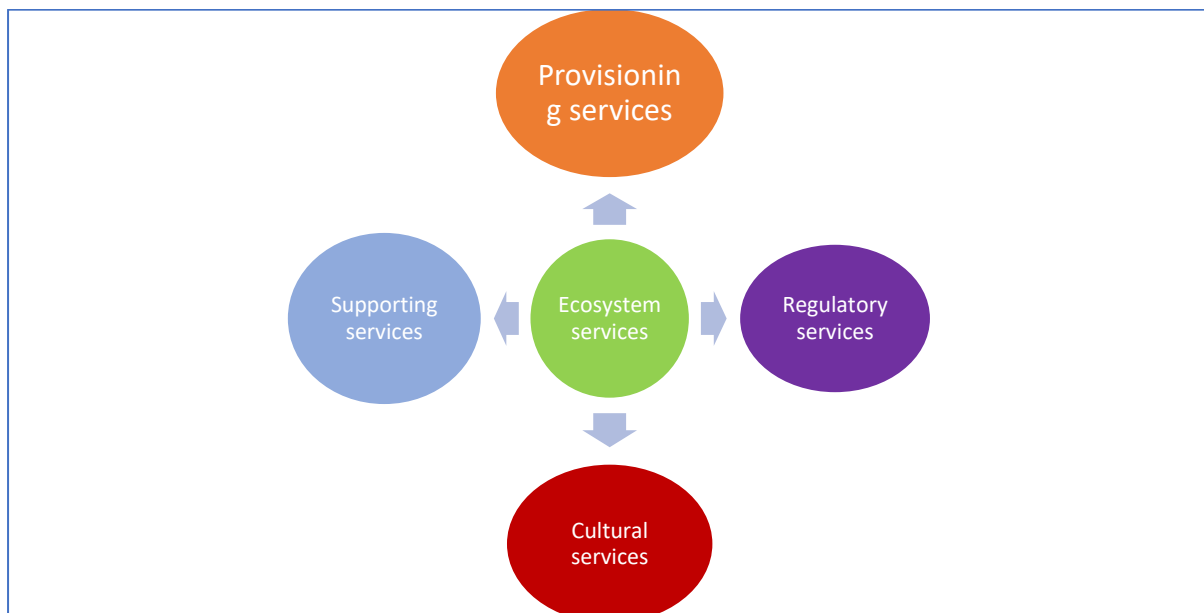 Provisionin
g services
Supporting
services
Ecosystem
services
Regulatory
services
Cultural
services